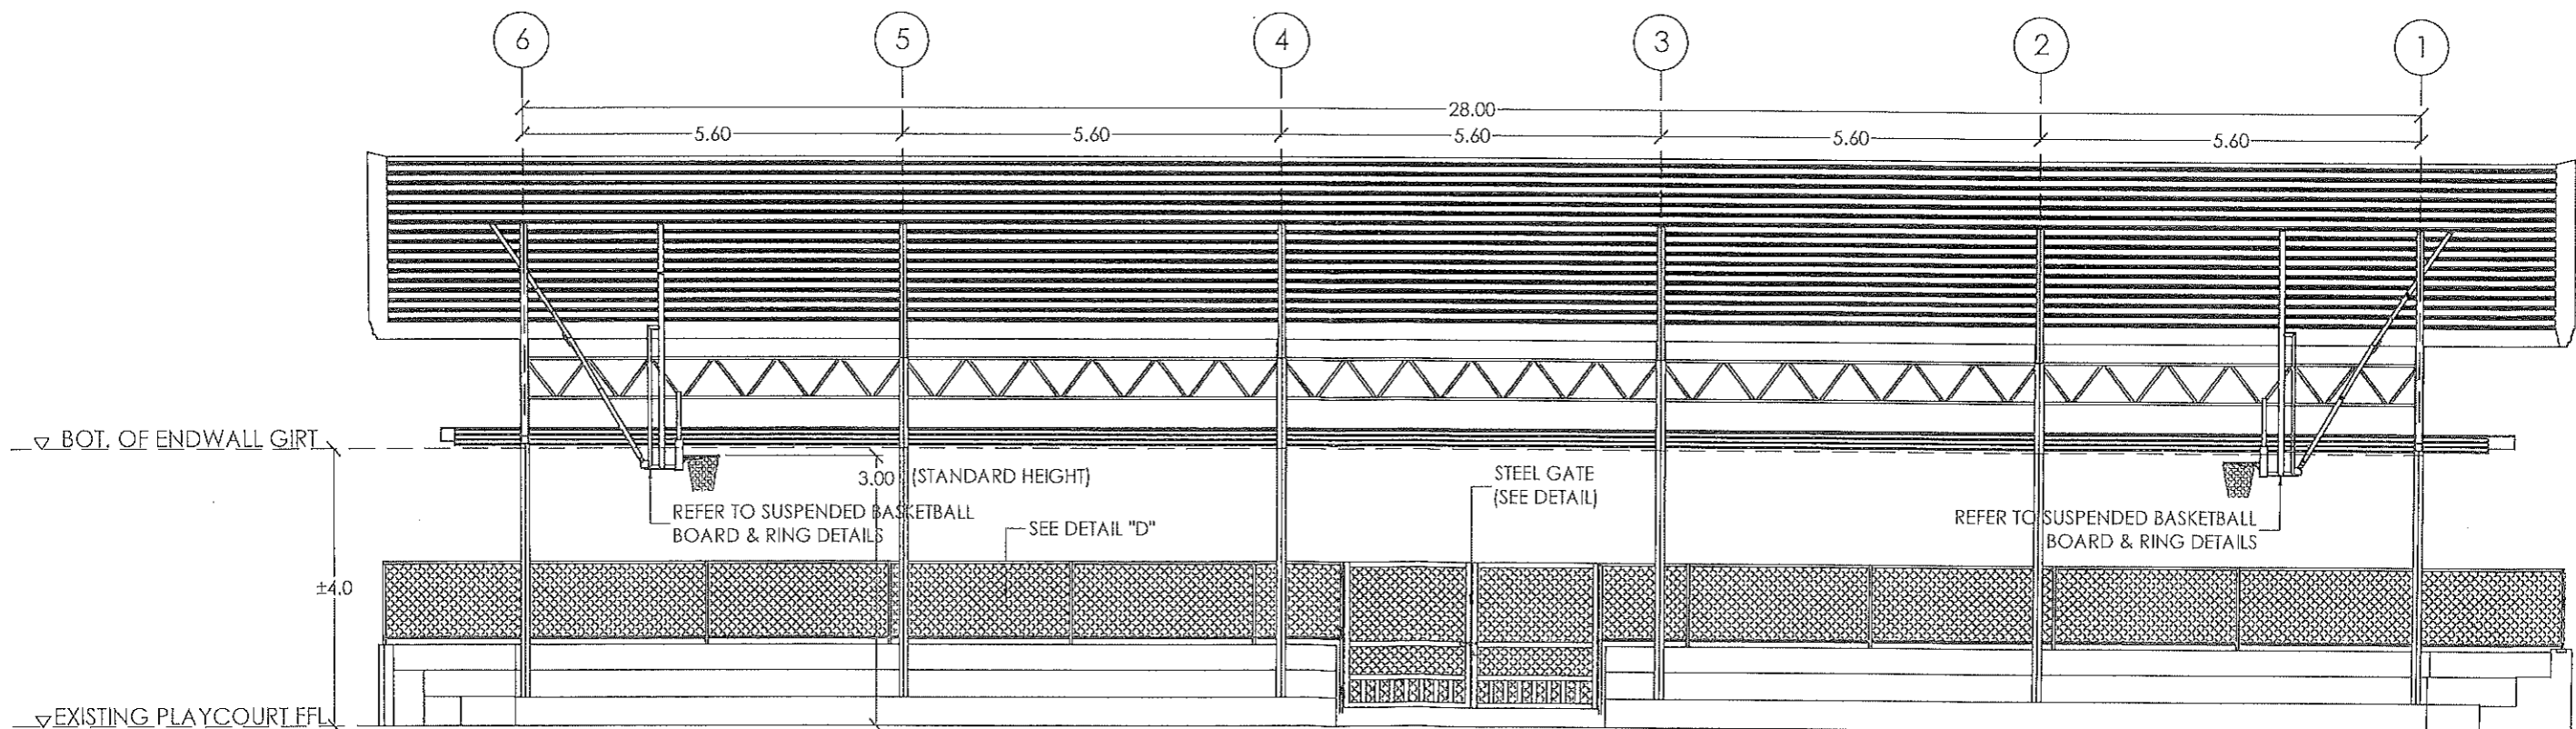 6 5 4 3 2 1
28.00
5.60 5.60 5.60 5.60 5.60
BOT. OF ENDWALL GIRT
3.00 (STANDARD HEIGHT)
STEEL GATE
(SEE DETAIL)
REFER TO SUSPENDED BASKETBALL
BOARD & RING DETAILS
SEE DETAIL "D"
REFER TO SUSPENDED BASKETBALL
BOARD & RING DETAILS
±4.0
EXISTING PLAYCOURT FFL